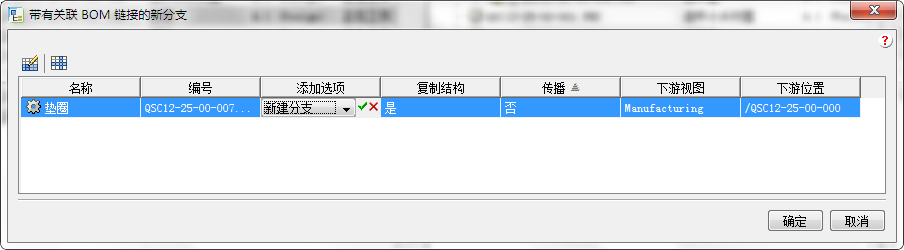 带有关联 BOM 链接的新分支
?
名称 编号 添加选项 复制结构 传播 下游视图 下游位置
垫圈 QSC12-25-00-007... 新建分支 是 否 Manufacturing /QSC12-25-00-000
确定 取消